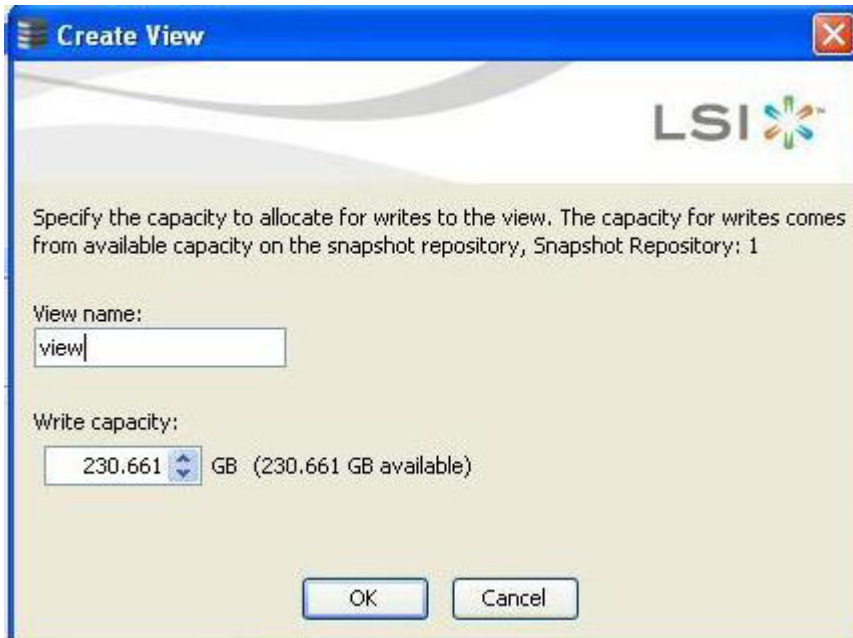 Create View
LSI™
Specify the capacity to allocate for writes to the view. The capacity for writes comes
from available capacity on the snapshot repository, Snapshot Repository: 1
View name:
view
Write capacity:
230.661 GB (230.661 GB available)
OK Cancel